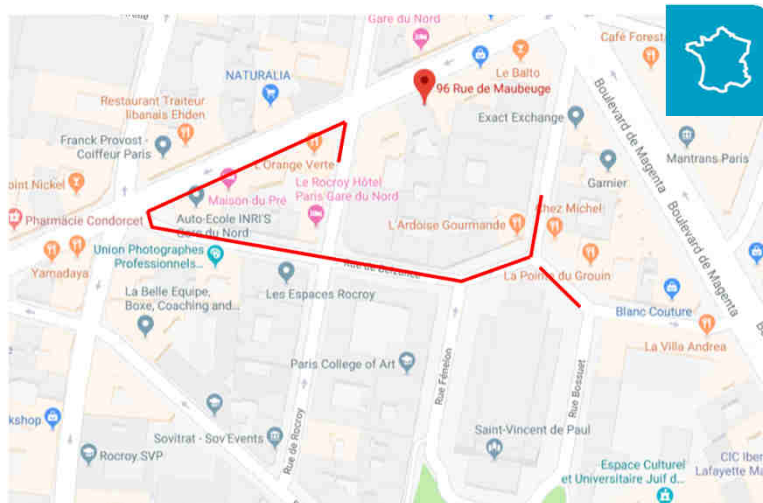 Gare du Nord
Café Forest
Le Balto
NATURALIA
96 Rue de Maubeuge
Restaurant Traiteur
libanais Ehden
Exact Exchange
Boulevard de Magenta
Mantrans Paris
Franck Provost -
Coiffeur Paris
L'Orange Verte
Garnier
oint Nickel
Le Rocroy Hôtel
Paris Gare du Nord
Maison du Pré
Pharmacie Condorcet
Auto-Ecole INRI'S
Gare du Nord
L'Ardoise Gourmande
Chez Michel
Boulevard de Magenta
Union Photographes
Professionnels...
Yamadaya
Rue de Belzunce
La Pointe du Grouin
La Belle Equipe,
Boxe, Coaching and...
Les Espaces Rocroy
Blanc Couture
La Villa Andrea
Paris College of Art
Rue Fénelon
Rue Bossuet
kshop
Sovitrat - Sov'Events
Rue de Rocroy
Saint-Vincent de Paul
Rocroy SVP
Espace Culturel
et Universitaire Juif d...
CIC Iber
Lafayette Ma